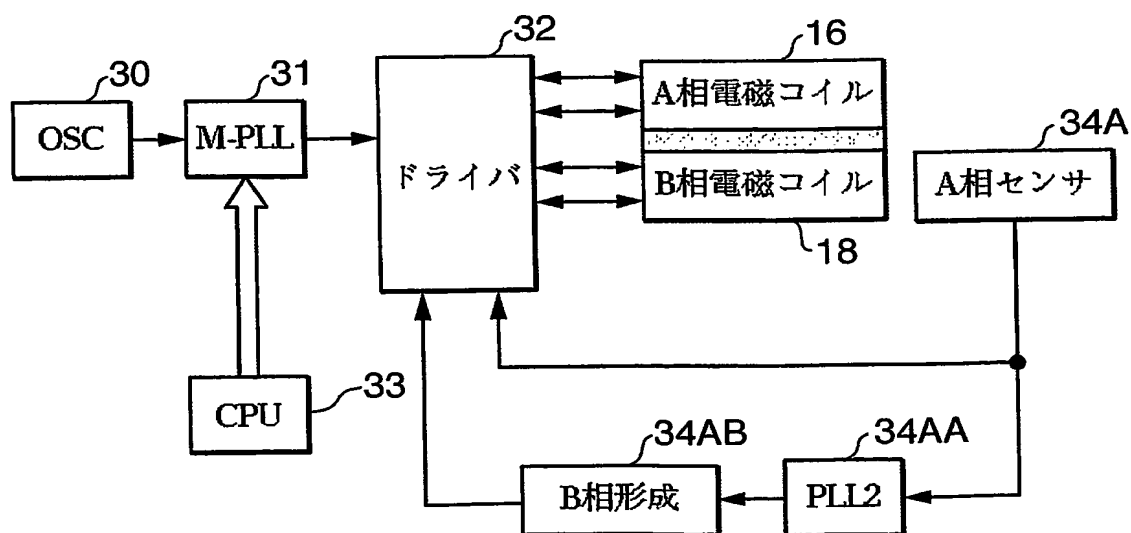 30
OSC
31
M-PLL
32
ドライバ
16
A相電磁コイル
B相電磁コイル
18
34A
A相センサ
CPU
33
34AB
B相形成
34AA
PLL2